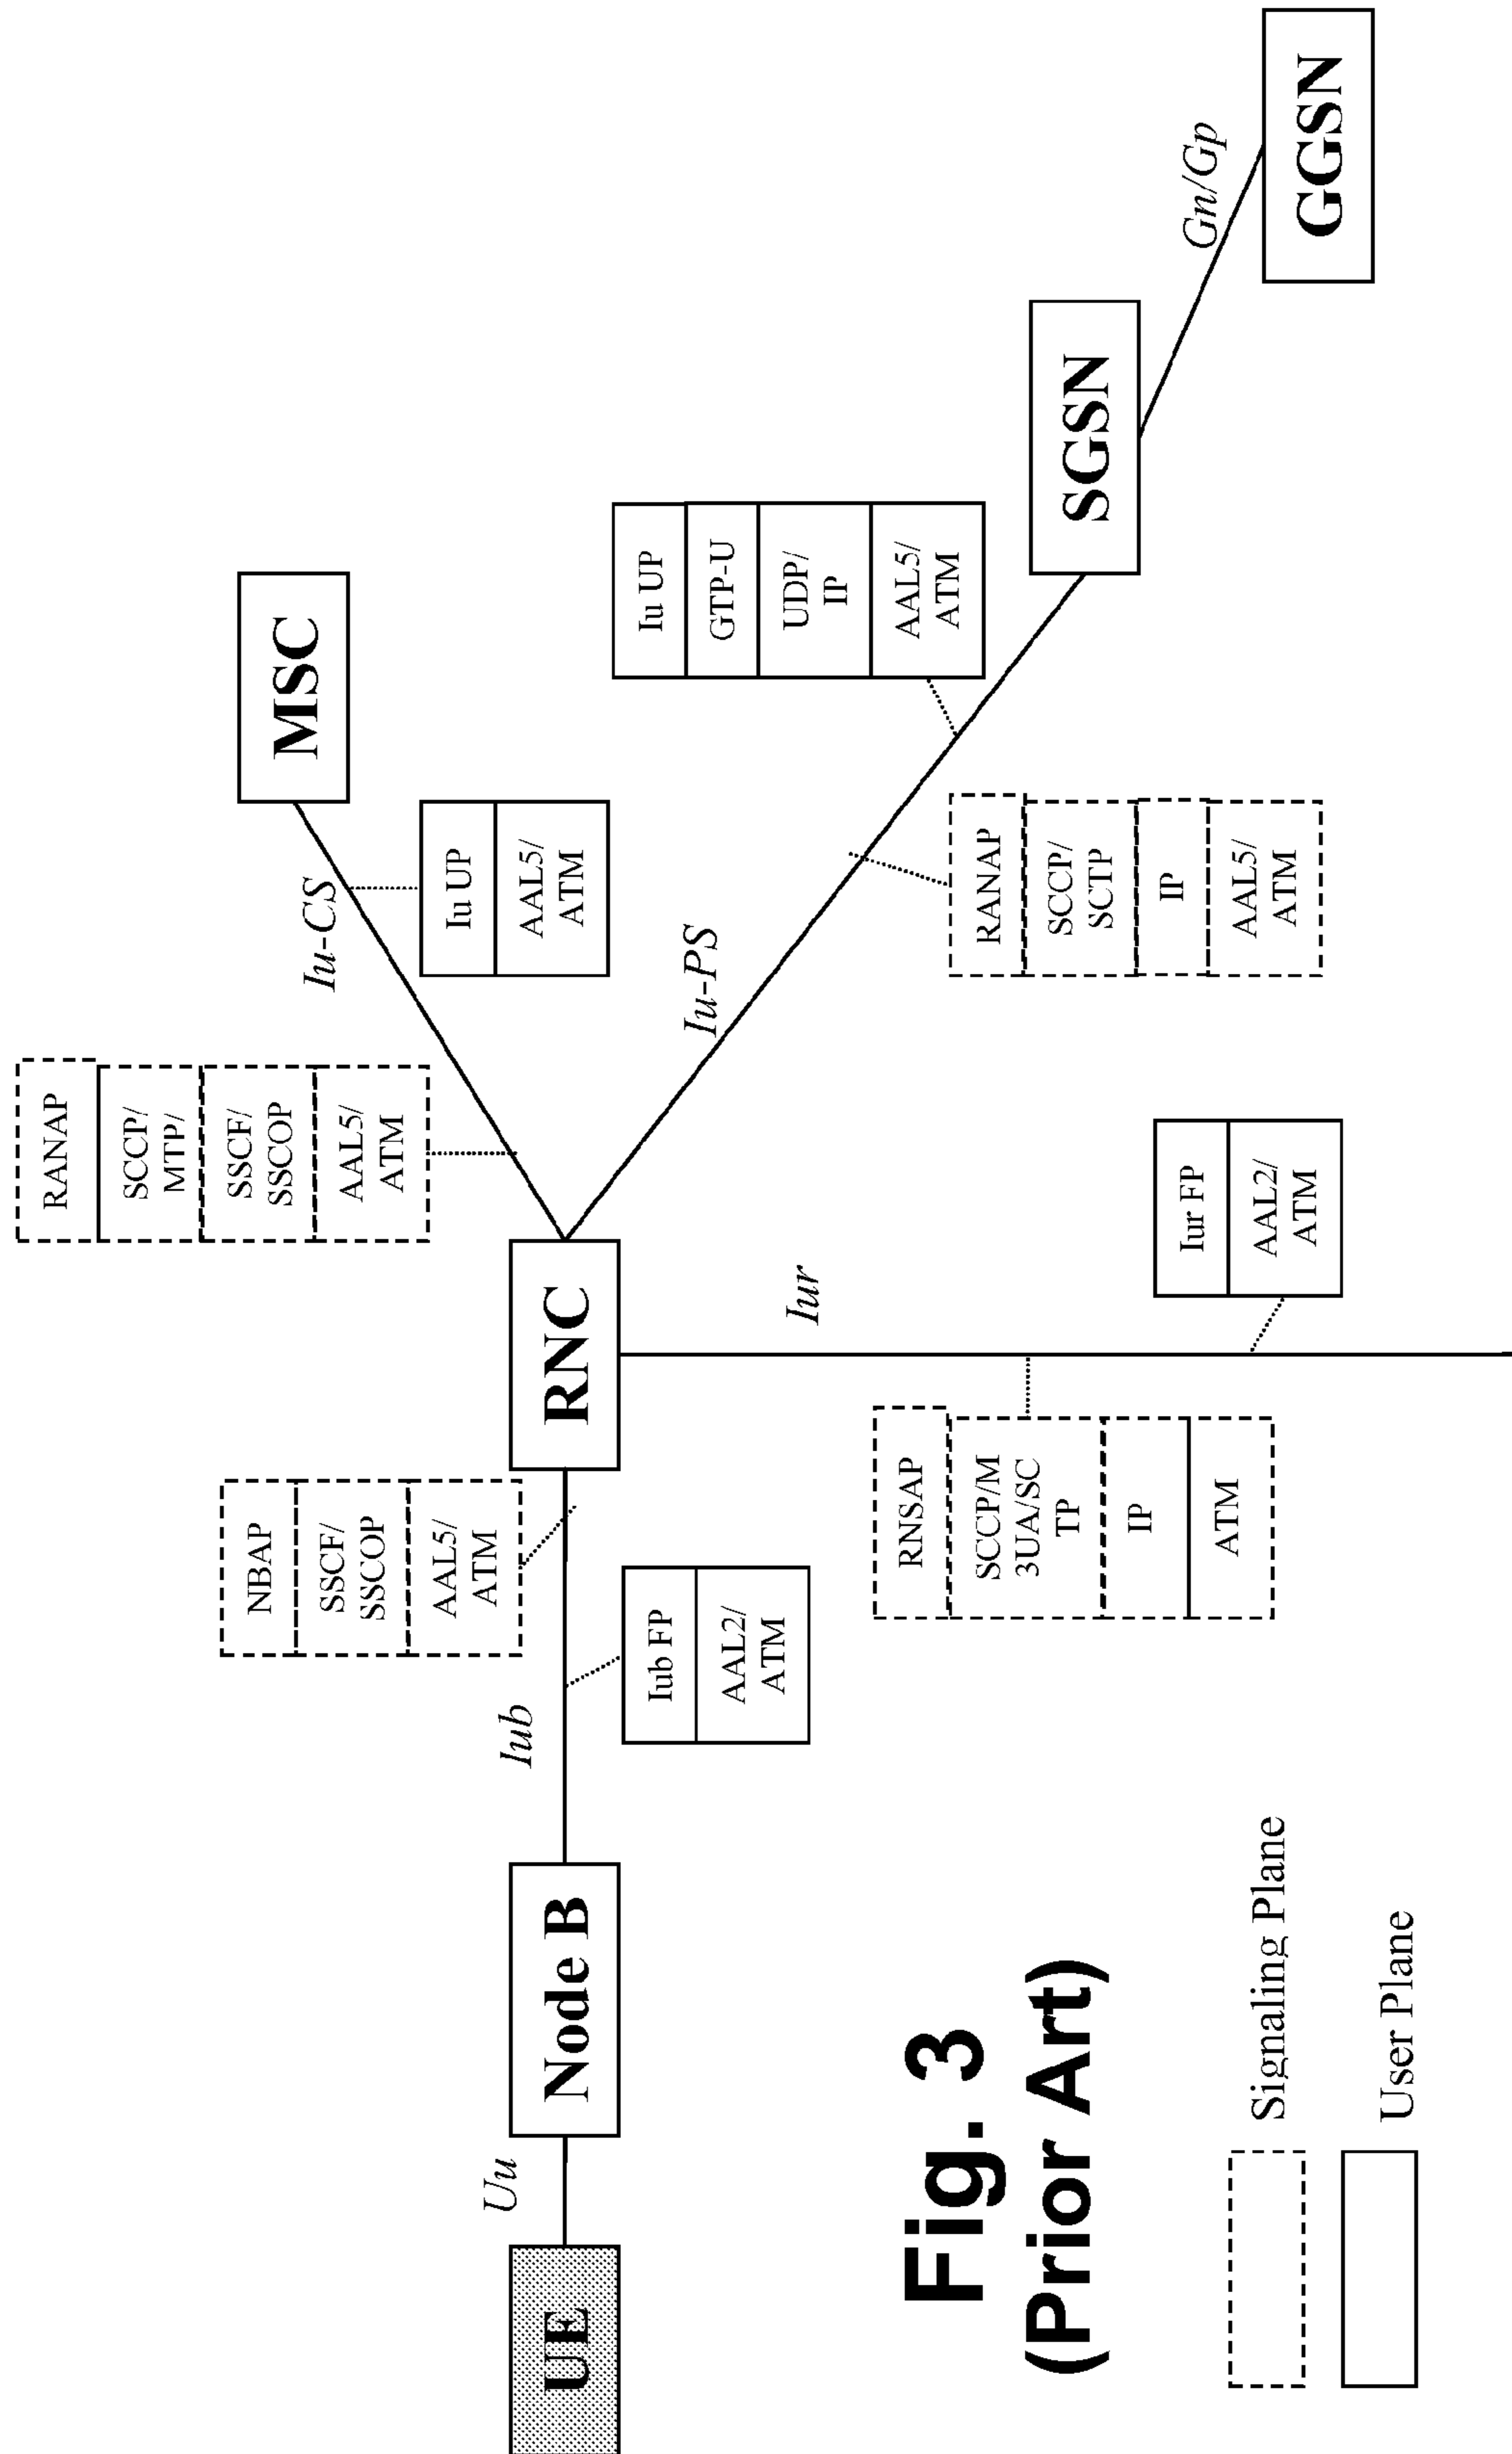 RANAP
SCCP/
MTP/
SSCF/
SSCOP
AAL5/
ATM
Iu-CS
MSC
Iu UP
AAL5/
ATM
NBAP
SSCF/
SSCOP
AAL5/
ATM
Uu
Iub
UE
Node B
RNC
Iub FP
AAL2/
ATM
Iu-PS
Iu UP
GTP-U
UDP/
IP
AAL5/
ATM
Iur
RNSAP
SCCP/M
3UA/SC
TP
IP
ATM
Iur FP
AAL2/
ATM
RANAP
SCCP/
SCTP
IP
AAL5/
ATM
SGSN
Gn/Gp
GGSN
Fig. 3
(Prior Art)
Signaling Plane
User Plane